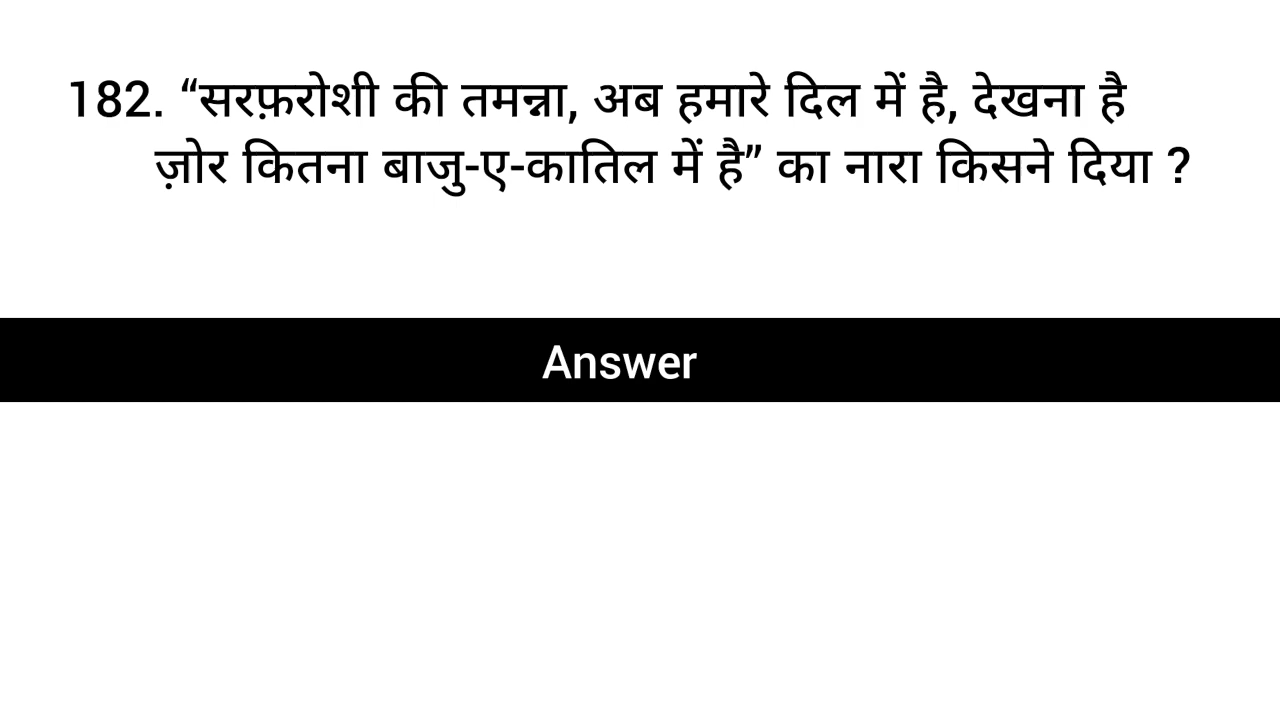 182. “सरफ़रोशी की तमन्ना, अब हमारे दिल में है, देखना है
ज़ोर कितना बाजु-ए-कातिल में है” का नारा किसने दिया ?
Answer